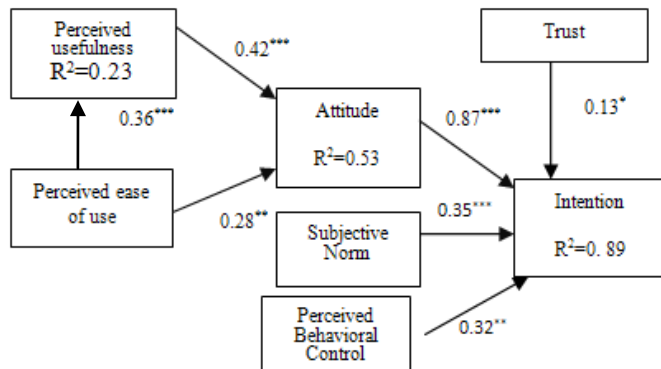 Perceived
usefulness
R²=0.23
0.42***
Trust
0.36***
Attitude
R²=0.53
0.87***
0.13*
Perceived ease
of use
0.28**
Subjective
Norm
0.35***
Intention
R²=0. 89
Perceived
Behavioral
Control
0.32**